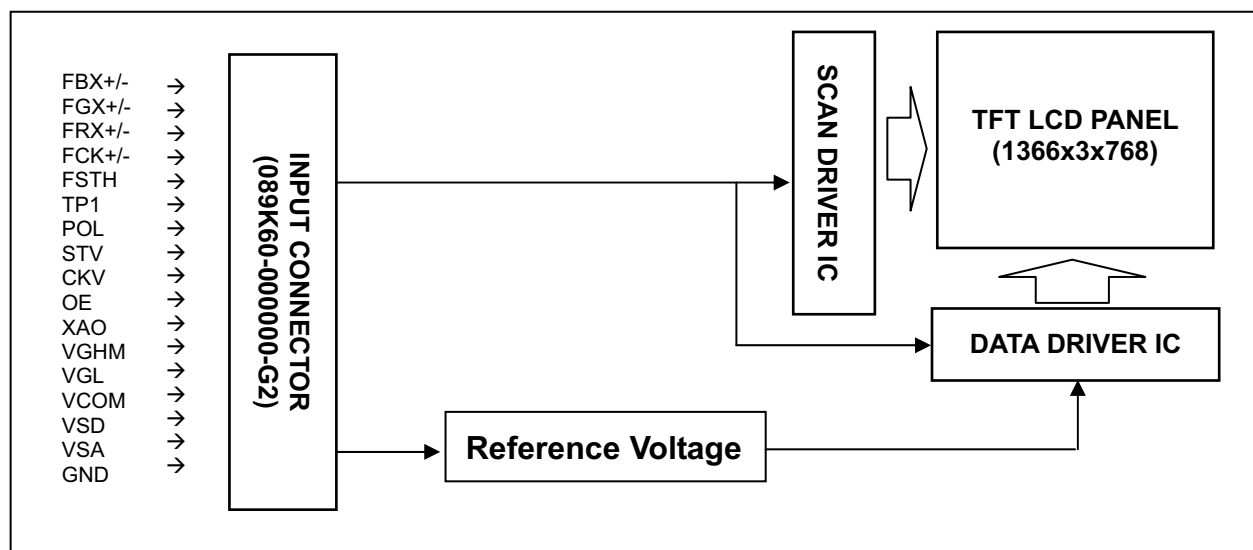 FBX+/- →
FGX+/- →
FRX+/- →
FCK+/- →
FSTH →
TP1 →
POL →
STV →
CKV →
OE →
XAO →
VGHM →
VGL →
VCOM →
VSD →
VSA →
GND →
INPUT CONNECTOR
(089K60-000000-G2)
SCAN DRIVER IC
TFT LCD PANEL
(1366x3x768)
DATA DRIVER IC
Reference Voltage